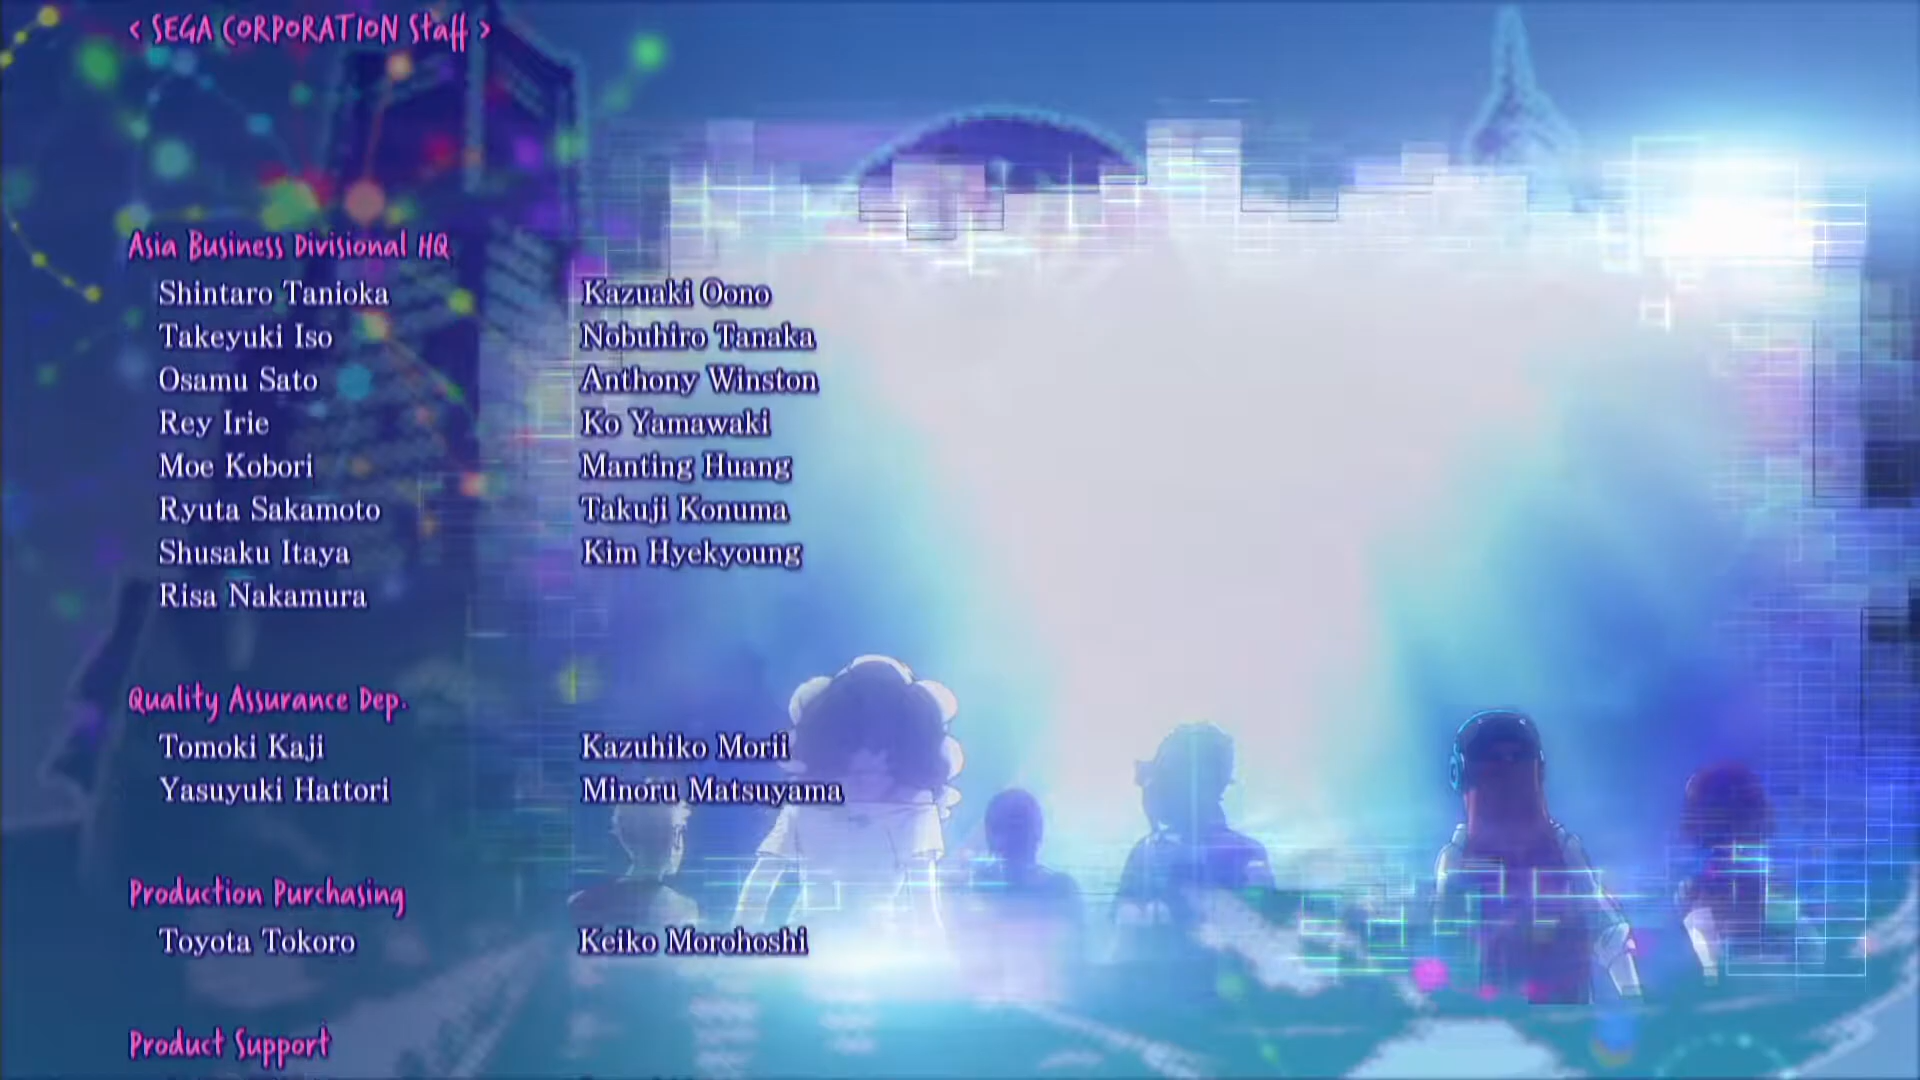 < SEGA CORPORATION Staff >
Asia Business Divisional HQ
Shintaro Tanioka Kazuaki Oono
Takeyuki Iso Nobuhiro Tanaka
Osamu Sato Anthony Winston
Rey Irie Ko Yamawaki
Moe Kobori Manting Huang
Ryuta Sakamoto Takuji Konuma
Shusaku Itaya Kim Hyekyoung
Risa Nakamura
Quality Assurance Dep.
Tomoki Kaji Kazuhiko Morii
Yasuyuki Hattori Minoru Matsuyama
Production Purchasing
Toyota Tokoro Keiko Morohoshi
Product Support